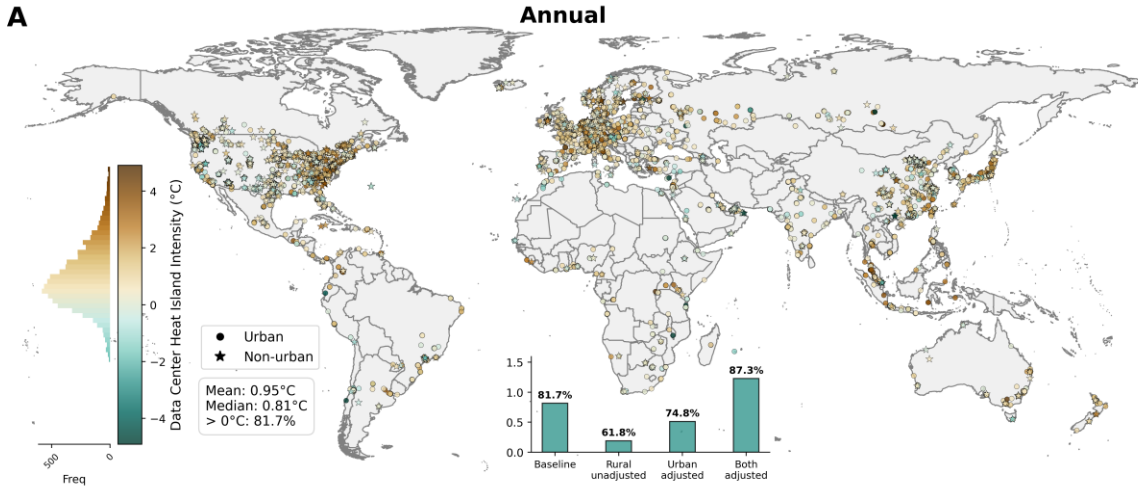 A
Annual
4
2
0
−2
−4
Data Center Heat Island Intensity (°C)
500
0
Freq
Urban
Non-urban
Mean: 0.95°C
Median: 0.81°C
> 0°C: 81.7%
1.5
1.0
0.5
0.0
81.7%
61.8%
74.8%
87.3%
Baseline
Rural
unadjusted
Urban
adjusted
Both
adjusted